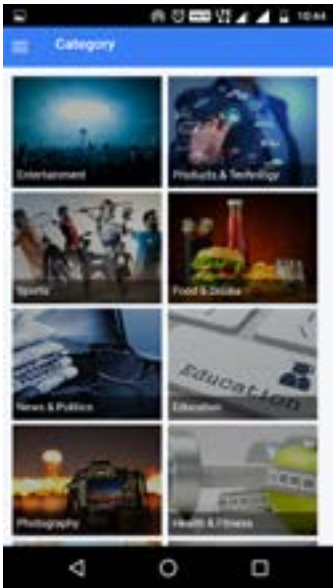 10:44
Category
Entertainment
Products & Technology
Sports
Food & Drinks
News & Politics
Education
Education
Photography
Health & Fitness